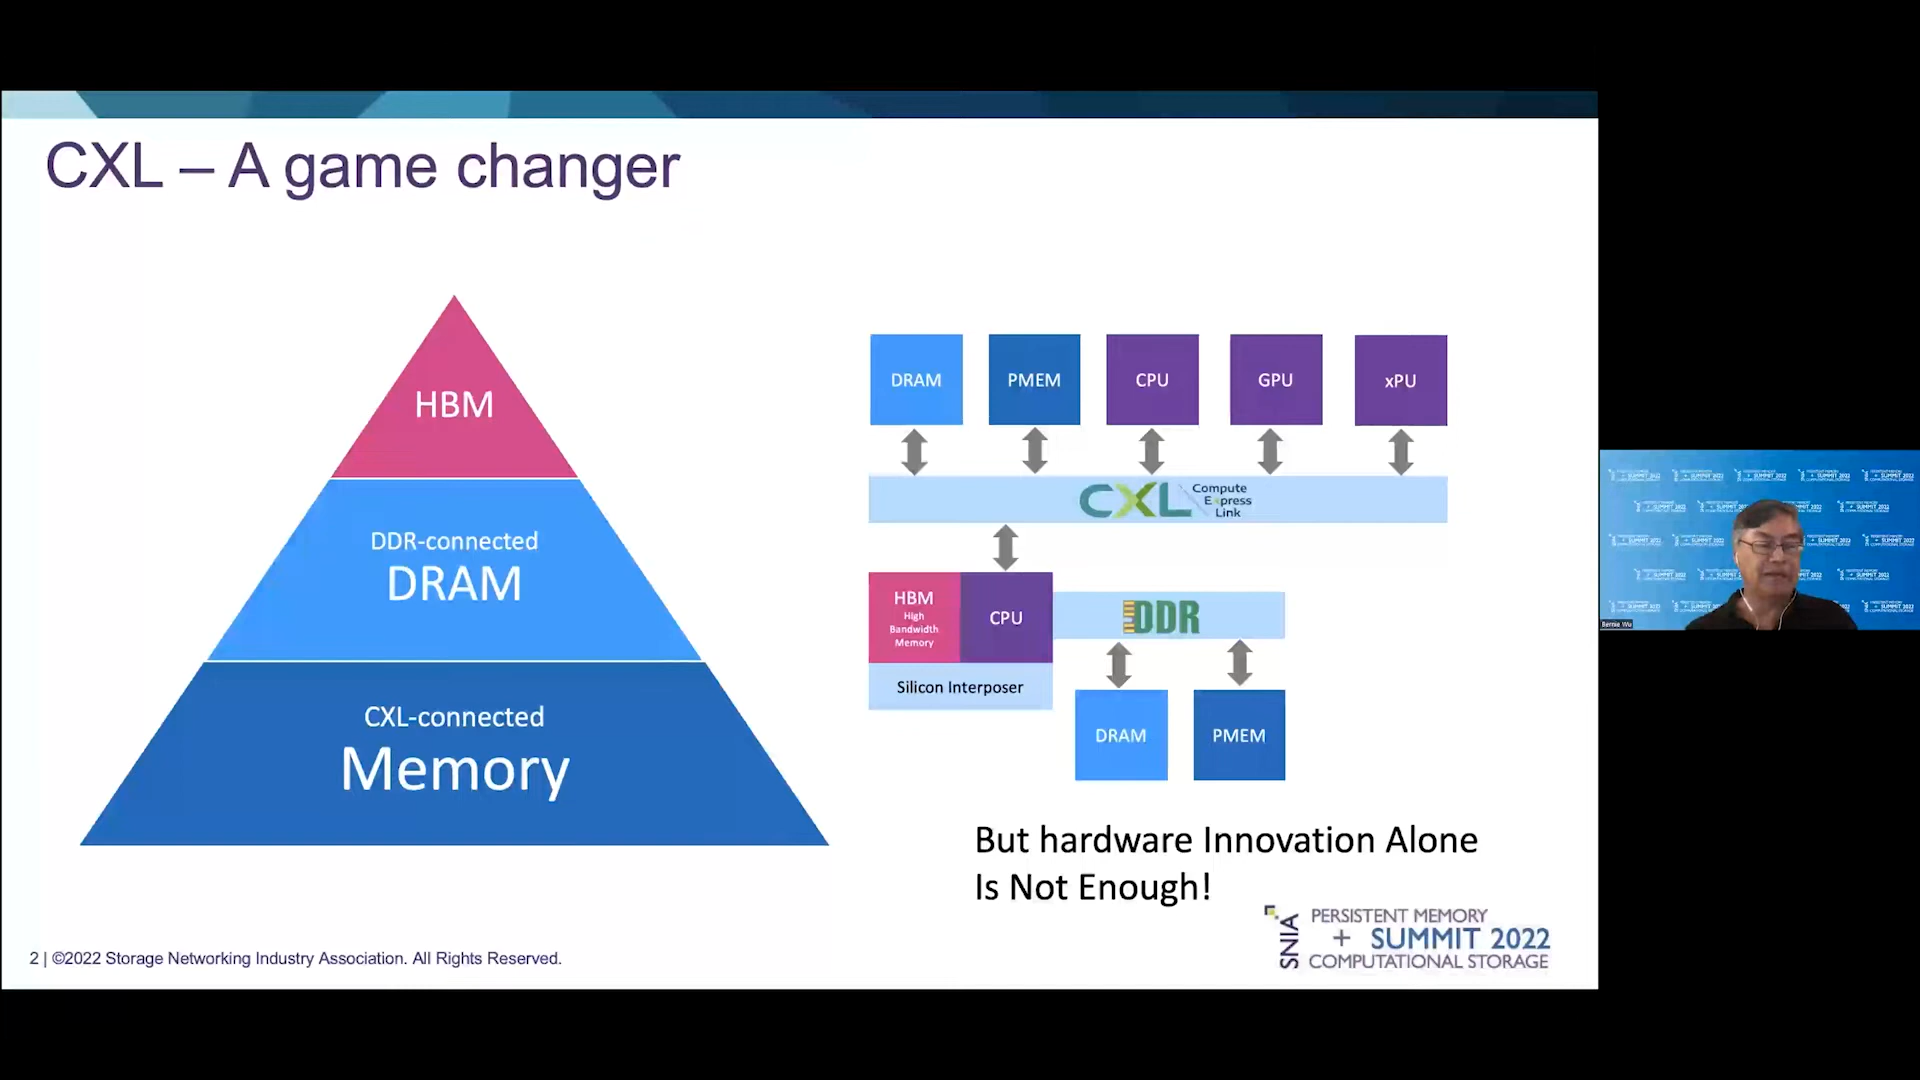 CXL – A game changer
HBM
DDR-connected
DRAM
CXL-connected
Memory
DRAM
PMEM
CPU
GPU
xPU
CXL
Compute
Express
Link
HBM
High
Bandwidth
Memory
CPU
Silicon Interposer
DDR
DRAM
PMEM
But hardware Innovation Alone
Is Not Enough!
2 | ©2022 Storage Networking Industry Association. All Rights Reserved.
SNIA
PERSISTENT MEMORY
+ SUMMIT 2022
COMPUTATIONAL STORAGE
Bernie Wu